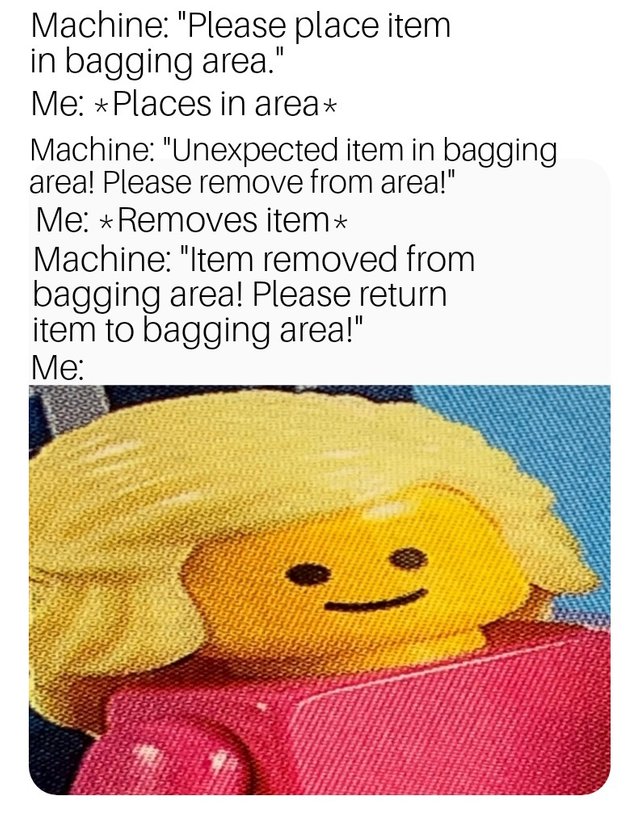 Machine: "Please place item
in bagging area."
Me: *Places in area*
Machine: "Unexpected item in bagging
area! Please remove from area!"
Me: *Removes item*
Machine: "Item removed from
bagging area! Please return
item to bagging area!"
Me: